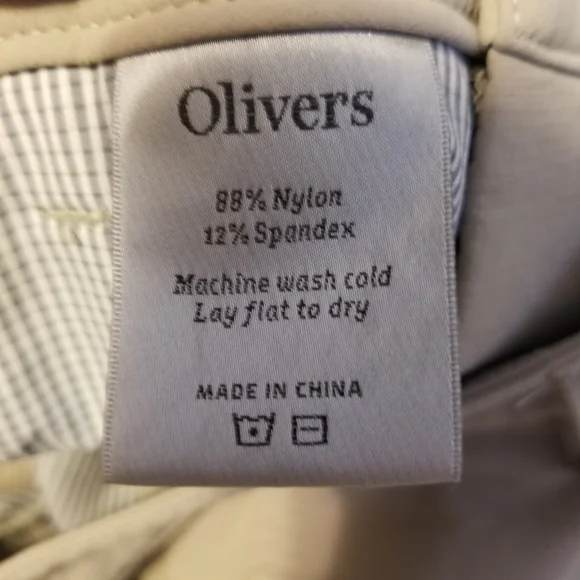 Olivers
88% Nylon
12% Spandex
Machine wash cold
Lay flat to dry
MADE IN CHINA